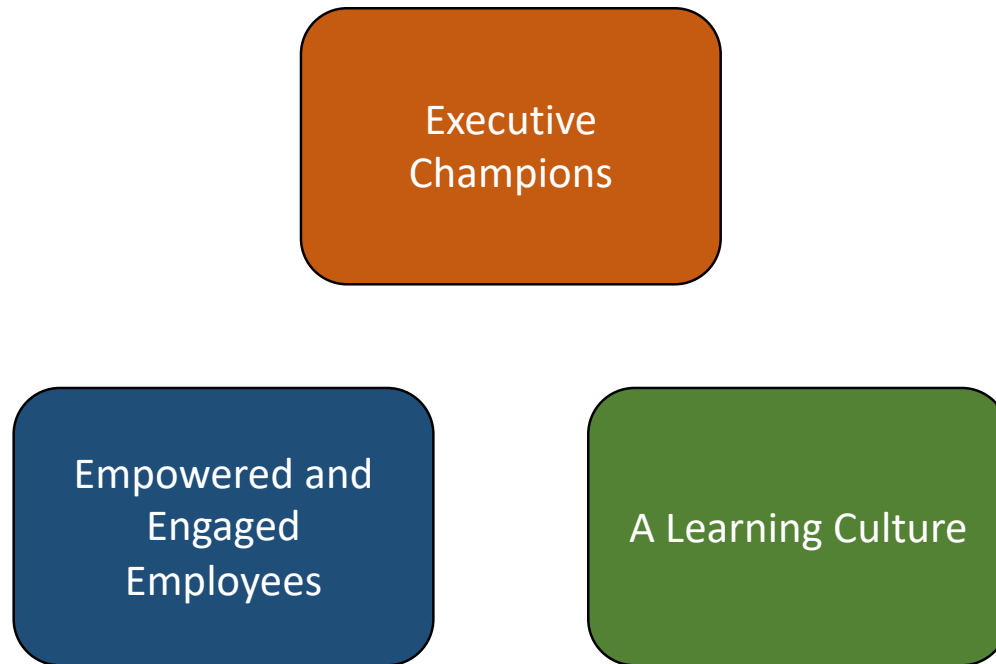 Executive
Champions
Empowered and
Engaged
Employees
A Learning Culture